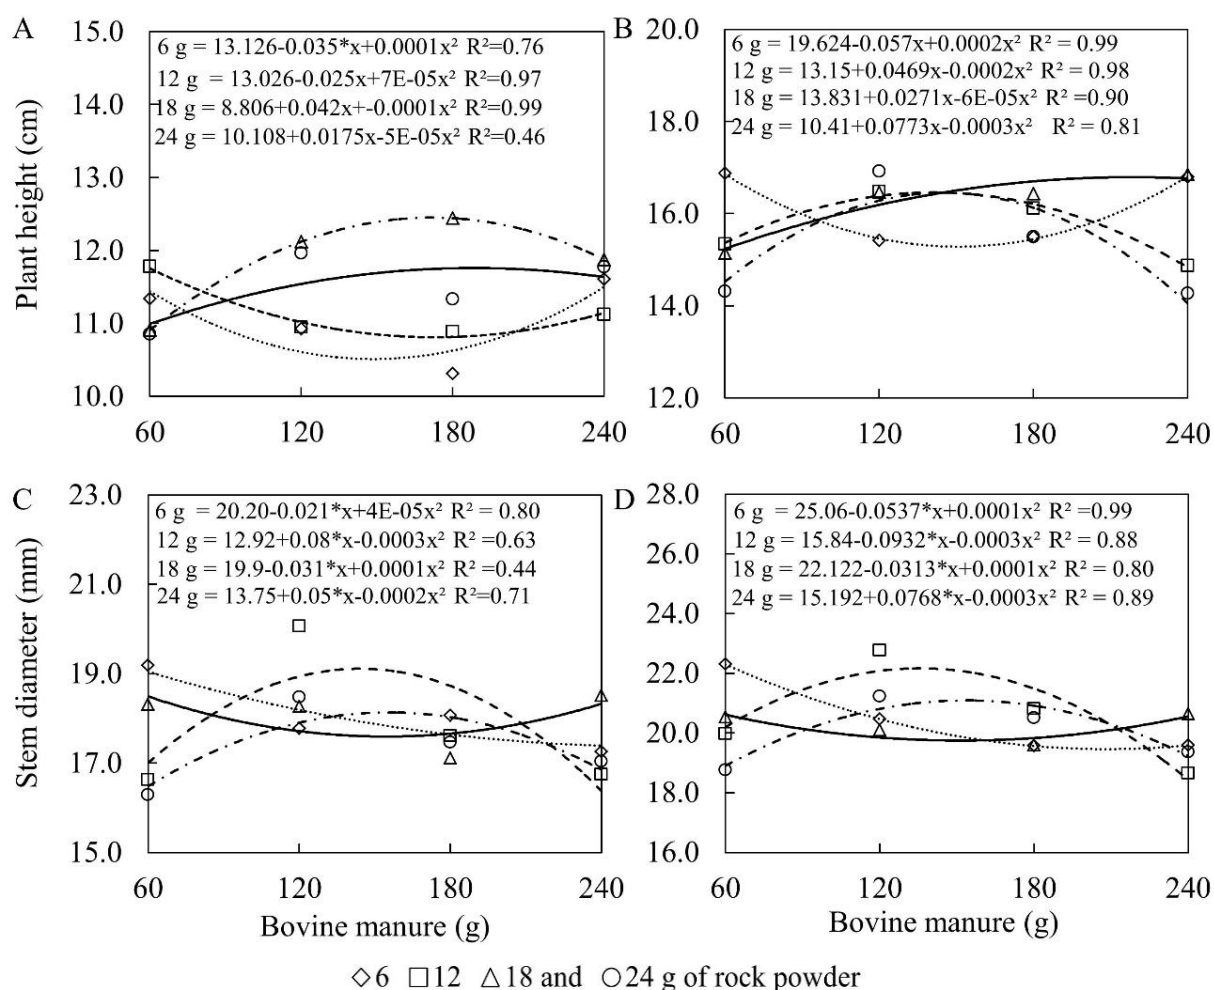 A
Plant height (cm)
15.0
14.0
13.0
12.0
11.0
10.0
6 g = 13.126-0.035*x+0.0001x² R²=0.76
12 g = 13.026-0.025x+7E-05x² R²=0.97
18 g = 8.806+0.042x+-0.0001x² R²=0.99
24 g = 10.108+0.0175x-5E-05x² R²=0.46
60 120 180 240
B
20.0
18.0
16.0
14.0
12.0
6 g = 19.624-0.057x+0.0002x² R² = 0.99
12 g = 13.15+0.0469x-0.0002x² R² = 0.98
18 g = 13.831+0.0271x-6E-05x² R² = 0.90
24 g = 10.41+0.0773x-0.0003x² R² = 0.81
60 120 180 240
C
Stem diameter (mm)
23.0
21.0
19.0
17.0
15.0
6 g = 20.20-0.021*x+4E-05x² R² = 0.80
12 g = 12.92+0.08*x-0.0003x² R² =0.63
18 g = 19.9-0.031*x+0.0001x² R² =0.44
24 g = 13.75+0.05*x-0.0002x² R²=0.71
60 120 180 240
Bovine manure (g)
D
28.0
26.0
24.0
22.0
20.0
18.0
16.0
6 g = 25.06-0.0537*x+0.0001x² R² = 0.99
12 g = 15.84-0.0932*x-0.0003x² R² = 0.88
18 g = 22.122-0.0313*x+0.0001x² R² = 0.80
24 g = 15.192+0.0768*x-0.0003x² R² = 0.89
60 120 180 240
Bovine manure (g)
6 12 18 and 24 g of rock powder